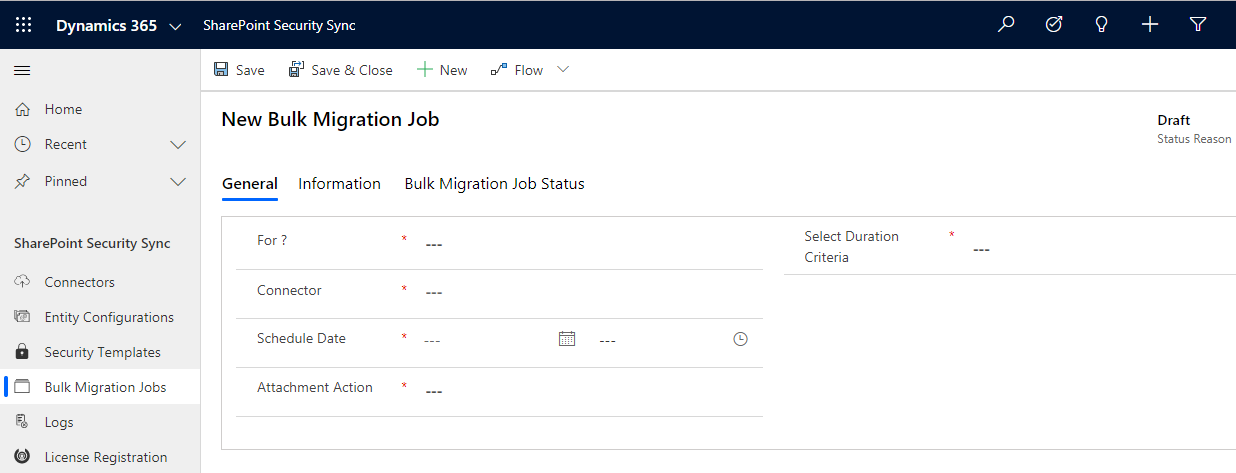 Dynamics 365 SharePoint Security Sync
Save Save & Close New Flow
Home
Recent
Pinned
SharePoint Security Sync
Connectors
Entity Configurations
Security Templates
Bulk Migration Jobs
Logs
License Registration
New Bulk Migration Job
Draft
Status Reason
General Information Bulk Migration Job Status
For ? * ---
Connector * ---
Schedule Date * --- ---
Attachment Action * ---
Select Duration * ---
Criteria